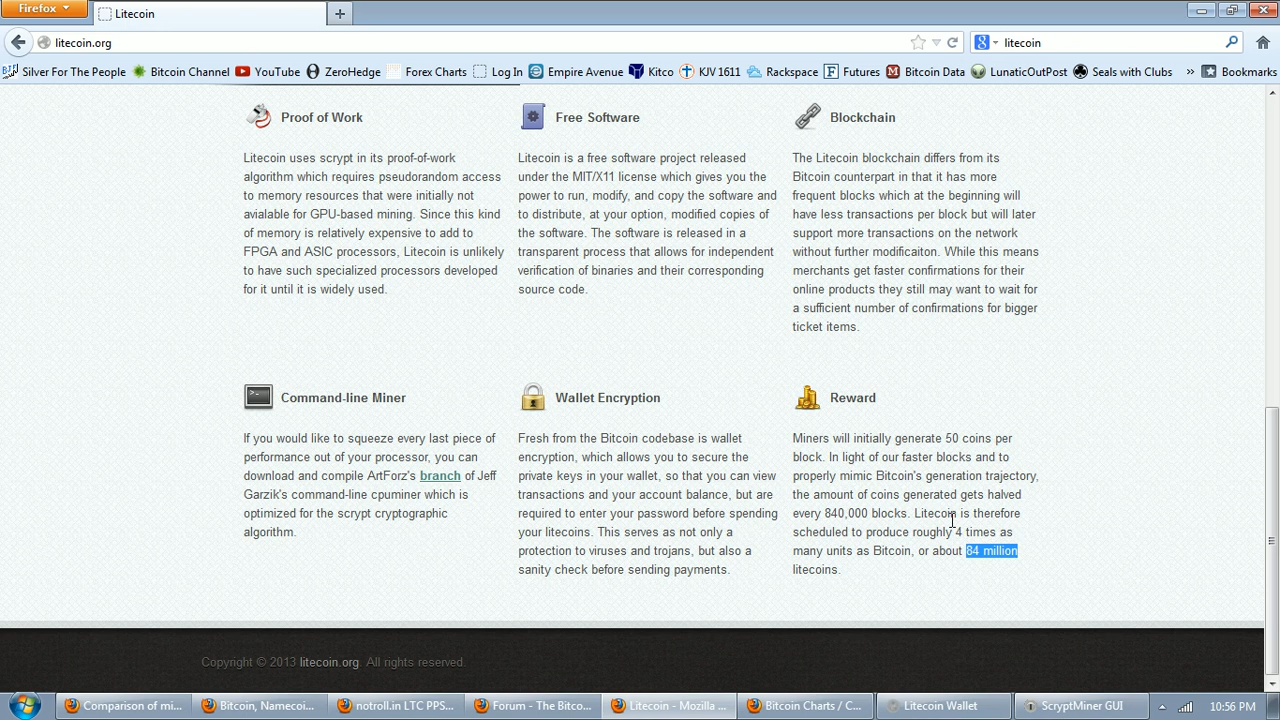 Firefox
Litecoin
litecoin.org
litecoin
Silver For The People
Bitcoin Channel
YouTube
ZeroHedge
Forex Charts
Log In
Empire Avenue
Kitco
KJV 1611
Rackspace
Futures
Bitcoin Data
LunaticOutPost
Seals with Clubs
»
Bookmarks
Proof of Work
Litecoin uses scrypt in its proof-of-work
algorithm which requires pseudorandom access
to memory resources that were initially not
avialable for GPU-based mining. Since this kind
of memory is relatively expensive to add to
FPGA and ASIC processors, Litecoin is unlikely
to have such specialized processors developed
for it until it is widely used.
Free Software
Litecoin is a free software project released
under the MIT/X11 license which gives you the
power to run, modify, and copy the software and
to distribute, at your option, modified copies of
the software. The software is released in a
transparent process that allows for independent
verification of binaries and their corresponding
source code.
Blockchain
The Litecoin blockchain differs from its
Bitcoin counterpart in that it has more
frequent blocks which at the beginning will
have less transactions per block but will later
support more transactions on the network
without further modificaiton. While this means
merchants get faster confirmations for their
online products they still may want to wait for
a sufficient number of confirmations for bigger
ticket items.
Command-line Miner
If you would like to squeeze every last piece of
performance out of your processor, you can
download and compile ArtForz's branch of Jeff
Garzik's command-line cpuminer which is
optimized for the scrypt cryptographic
algorithm.
Wallet Encryption
Fresh from the Bitcoin codebase is wallet
encryption, which allows you to secure the
private keys in your wallet, so that you can view
transactions and your account balance, but are
required to enter your password before spending
your litecoins. This serves as not only a
protection to viruses and trojans, but also a
sanity check before sending payments.
Reward
Miners will initially generate 50 coins per
block. In light of our faster blocks and to
properly mimic Bitcoin's generation trajectory,
the amount of coins generated gets halved
every 840,000 blocks. Litecoin is therefore
scheduled to produce roughly 4 times as
many units as Bitcoin, or about 84 million
litecoins.
Copyright © 2013 litecoin.org. All rights reserved.
Comparison of mi...
Bitcoin, Namecoi...
notroll.in LTC PPS...
Forum - The Bitco...
Litecoin - Mozilla ...
Bitcoin Charts / C...
Litecoin Wallet
ScryptMiner GUI
10:56 PM